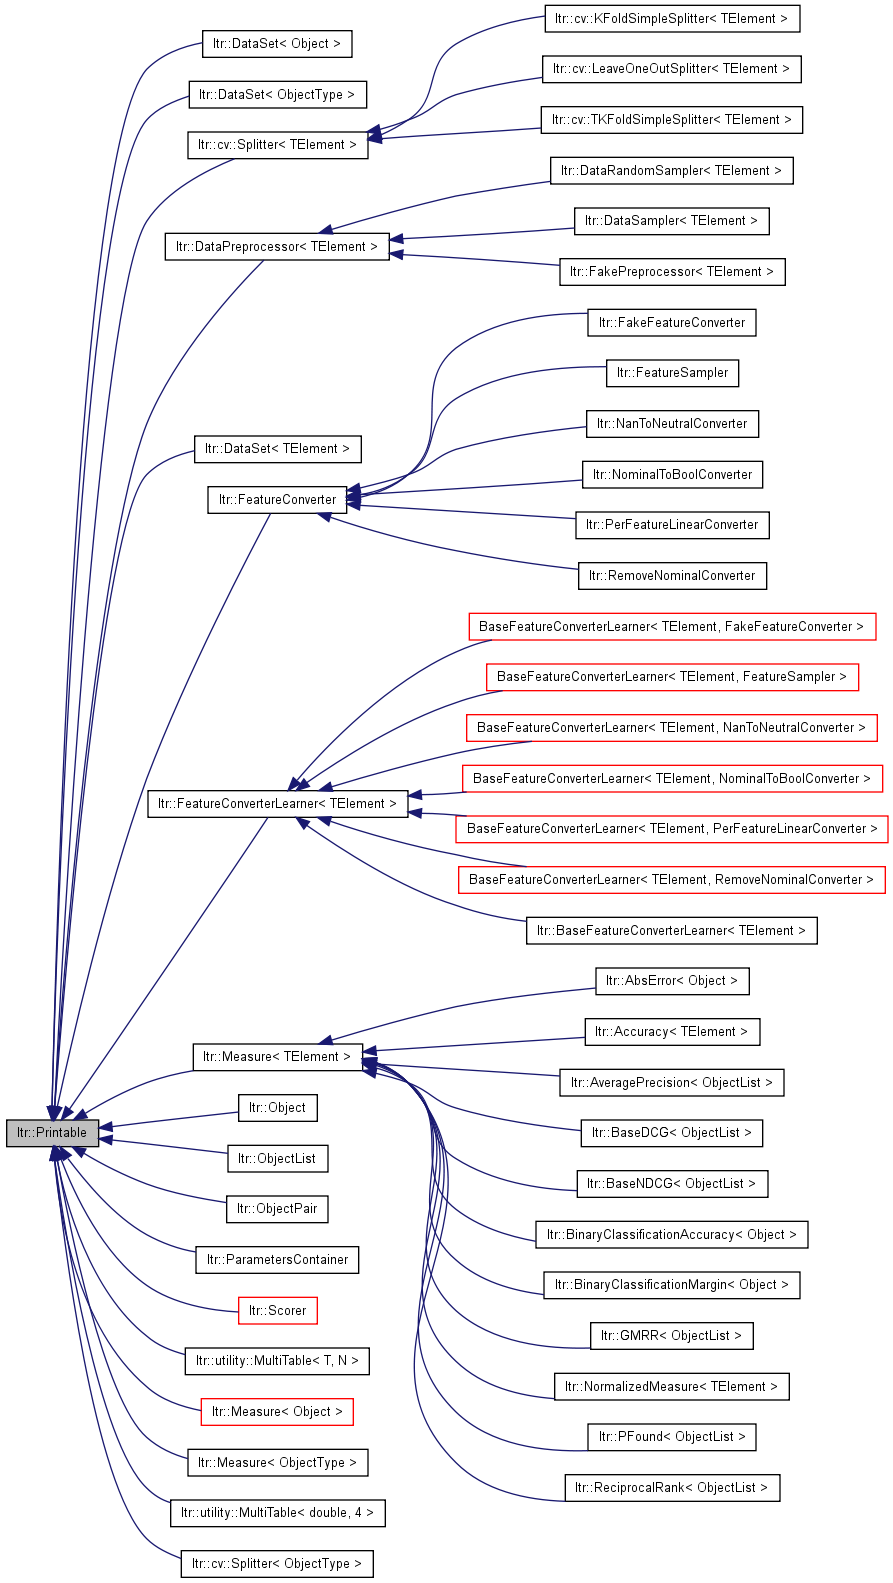 ltr::Printable
ltr::DataSet< Object >
ltr::DataSet< ObjectType >
ltr::cv::Splitter< TElement >
ltr::cv::KFoldSimpleSplitter< TElement >
ltr::cv::LeaveOneOutSplitter< TElement >
ltr::cv::TKFoldSimpleSplitter< TElement >
ltr::DataPreprocessor< TElement >
ltr::DataRandomSampler< TElement >
ltr::DataSampler< TElement >
ltr::FakePreprocessor< TElement >
ltr::DataSet< TElement >
ltr::FeatureConverter
ltr::FakeFeatureConverter
ltr::FeatureSampler
ltr::NanToNeutralConverter
ltr::NominalToBoolConverter
ltr::PerFeatureLinearConverter
ltr::RemoveNominalConverter
ltr::FeatureConverterLearner< TElement >
BaseFeatureConverterLearner< TElement, FakeFeatureConverter >
BaseFeatureConverterLearner< TElement, FeatureSampler >
BaseFeatureConverterLearner< TElement, NanToNeutralConverter >
BaseFeatureConverterLearner< TElement, NominalToBoolConverter >
BaseFeatureConverterLearner< TElement, PerFeatureLinearConverter >
BaseFeatureConverterLearner< TElement, RemoveNominalConverter >
ltr::BaseFeatureConverterLearner< TElement >
ltr::Measure< TElement >
ltr::AbsError< Object >
ltr::Accuracy< TElement >
ltr::AveragePrecision< ObjectList >
ltr::BaseDCG< ObjectList >
ltr::BaseNDCG< ObjectList >
ltr::BinaryClassificationAccuracy< Object >
ltr::BinaryClassificationMargin< Object >
ltr::GMRR< ObjectList >
ltr::NormalizedMeasure< TElement >
ltr::PFound< ObjectList >
ltr::ReciprocalRank< ObjectList >
ltr::Object
ltr::ObjectList
ltr::ObjectPair
ltr::ParametersContainer
ltr::Scorer
ltr::utility::MultiTable< T, N >
ltr::Measure< Object >
ltr::Measure< ObjectType >
ltr::utility::MultiTable< double, 4 >
ltr::cv::Splitter< ObjectType >